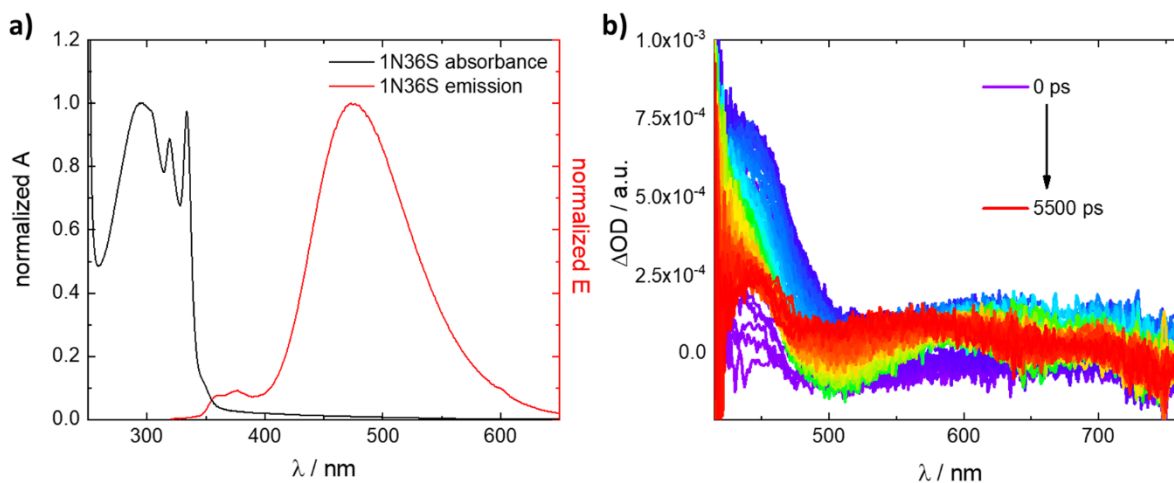 a)
1.2
1.0
0.8
0.6
0.4
0.2
0.0
normalized A
1N36S absorbance
1N36S emission
normalized E
300
400
500
600
λ / nm
b)
1.0x10⁻³
7.5x10⁻⁴
5.0x10⁻⁴
2.5x10⁻⁴
0.0
ΔOD / a.u.
0 ps
5500 ps
500
600
700
λ / nm